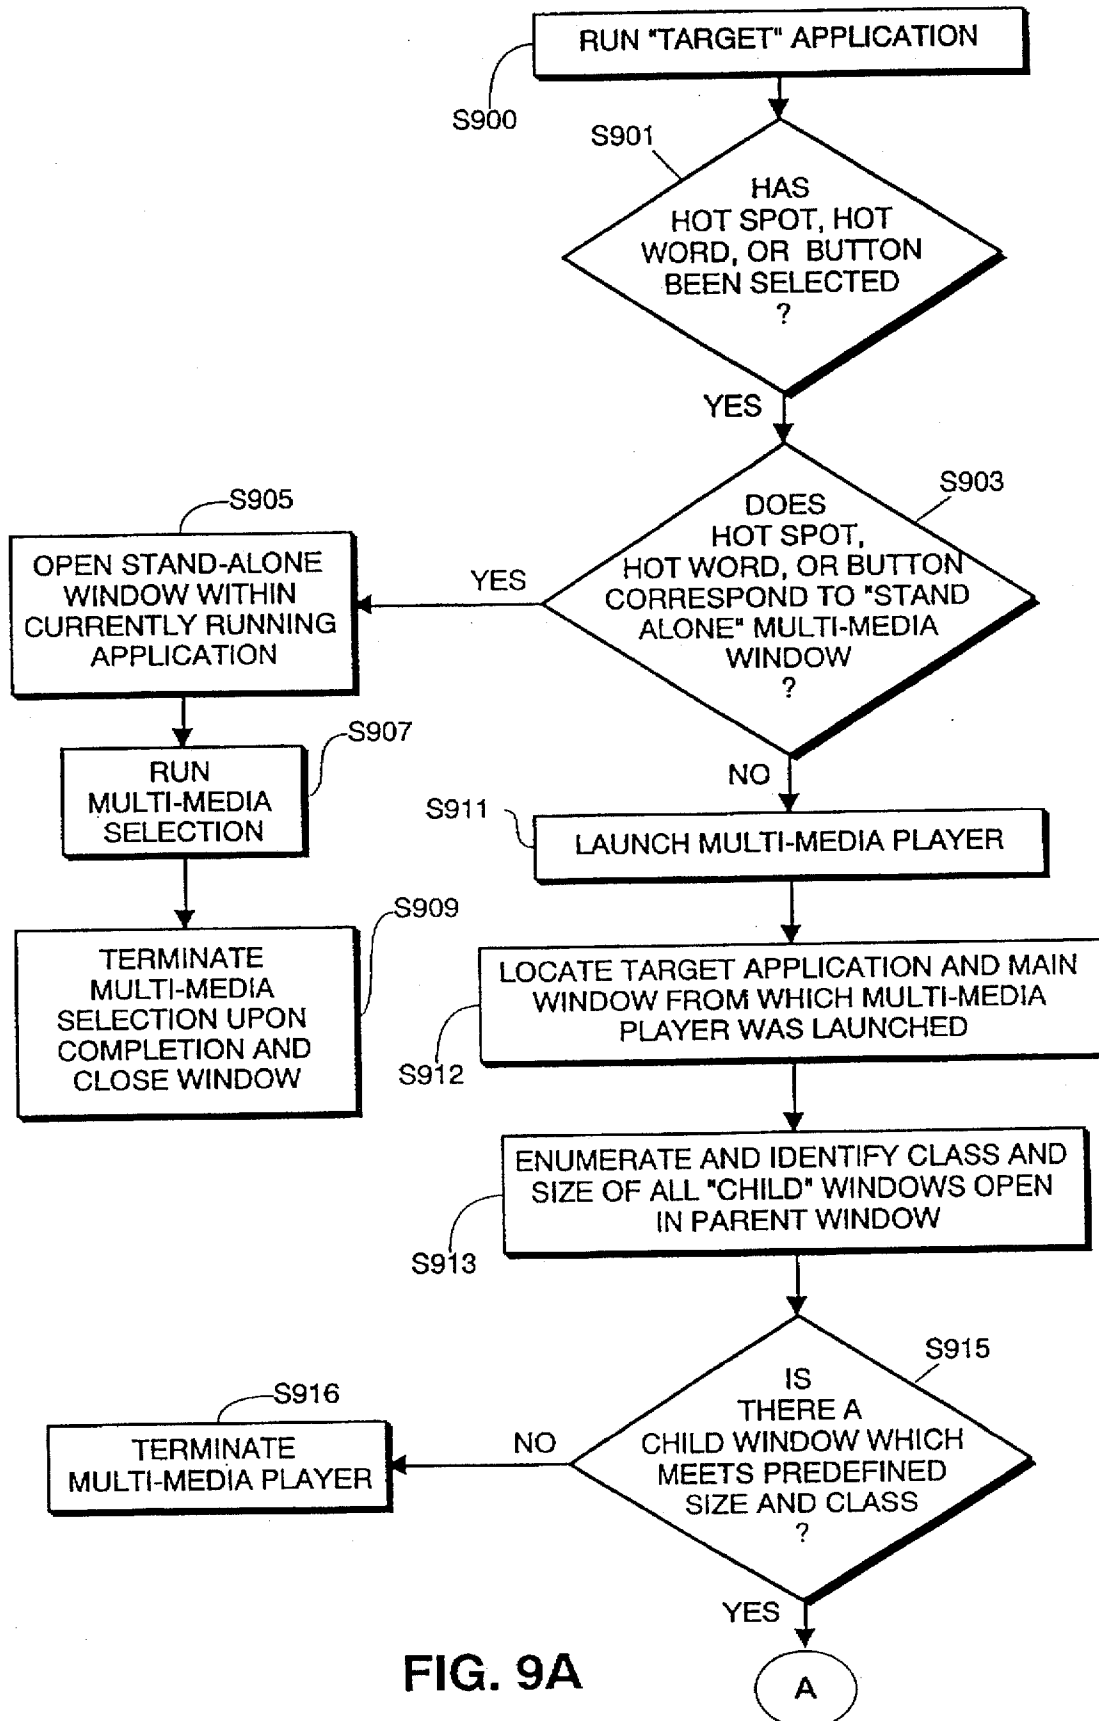 RUN "TARGET" APPLICATION
S900
S901
HAS
HOT SPOT, HOT
WORD, OR BUTTON
BEEN SELECTED
?
YES
S903
DOES
HOT SPOT,
HOT WORD, OR BUTTON
CORRESPOND TO "STAND
ALONE" MULTI-MEDIA
WINDOW
?
YES
S905
OPEN STAND-ALONE
WINDOW WITHIN
CURRENTLY RUNNING
APPLICATION
S907
RUN
MULTI-MEDIA
SELECTION
S909
TERMINATE
MULTI-MEDIA
SELECTION UPON
COMPLETION AND
CLOSE WINDOW
NO
S911
LAUNCH MULTI-MEDIA PLAYER
LOCATE TARGET APPLICATION AND MAIN
WINDOW FROM WHICH MULTI-MEDIA
PLAYER WAS LAUNCHED
S912
ENUMERATE AND IDENTIFY CLASS AND
SIZE OF ALL "CHILD" WINDOWS OPEN
IN PARENT WINDOW
S913
S915
IS
THERE A
CHILD WINDOW WHICH
MEETS PREDEFINED
SIZE AND CLASS
?
NO
S916
TERMINATE
MULTI-MEDIA PLAYER
YES
A
FIG. 9A